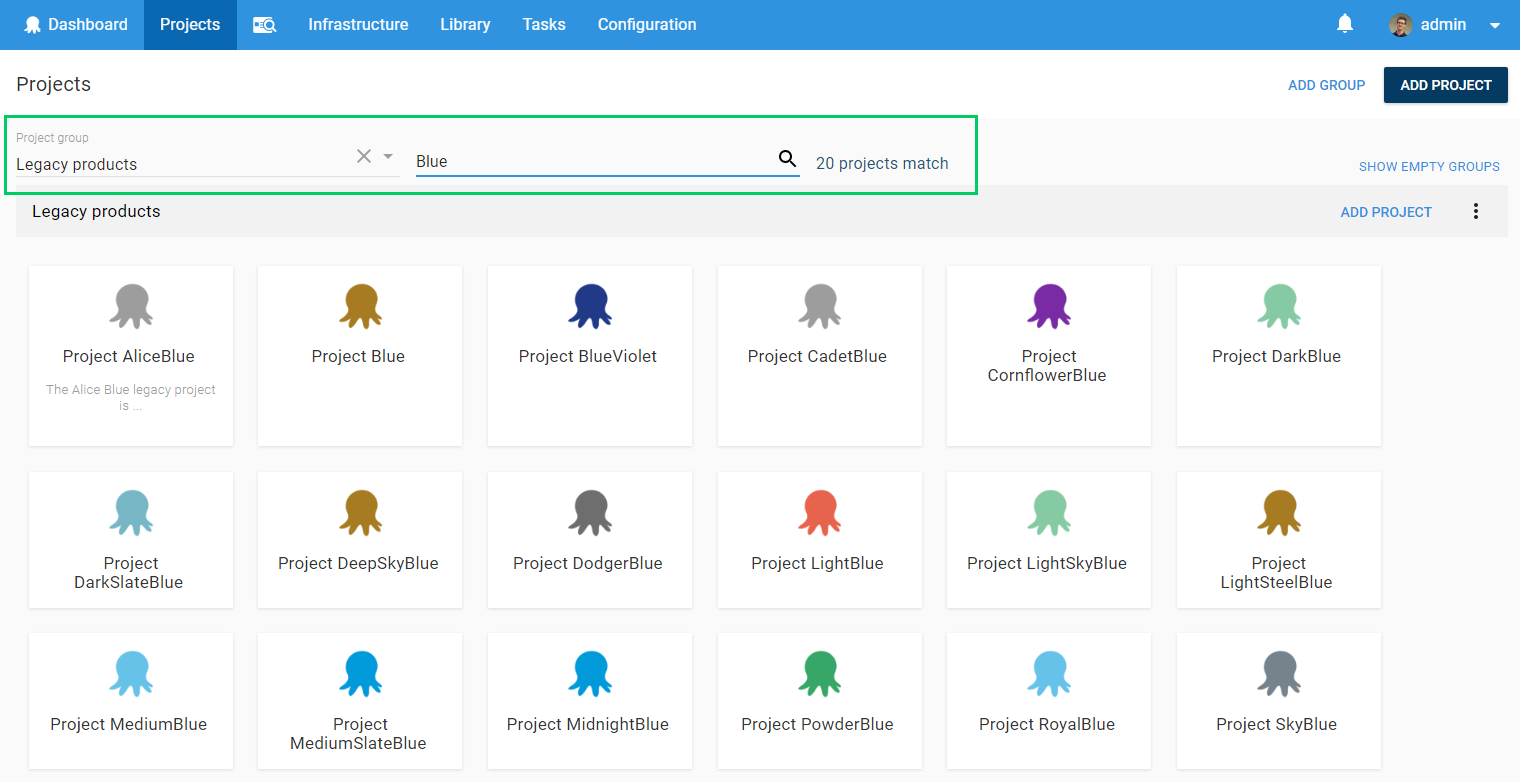 Dashboard Projects Infrastructure Library Tasks Configuration admin
Projects ADD GROUP ADD PROJECT
Project group
Legacy products Blue 20 projects match SHOW EMPTY GROUPS
Legacy products ADD PROJECT
Project AliceBlue
The Alice Blue legacy project
is ...
Project Blue
Project BlueViolet
Project CadetBlue
Project
CornflowerBlue
Project DarkBlue
Project
DarkSlateBlue
Project DeepSkyBlue
Project DodgerBlue
Project LightBlue
Project LightSkyBlue
Project
LightSteelBlue
Project MediumBlue
Project
MediumSlateBlue
Project MidnightBlue
Project PowderBlue
Project RoyalBlue
Project SkyBlue